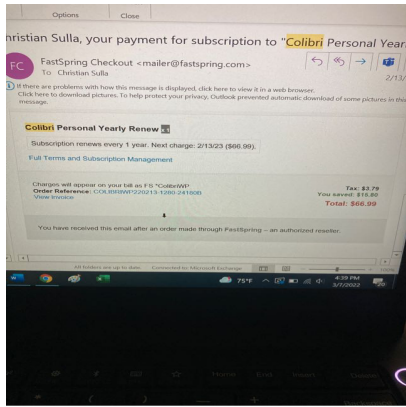 Options Close
hristian Sulla, your payment for subscription to "Colibri Personal Year
FC
FastSpring Checkout <mailer@fastspring.com>
To Christian Sulla
2/13/
If there are problems with how this message is displayed, click here to view it in a web browser.
Click here to download pictures. To help protect your privacy, Outlook prevented automatic download of some pictures in this
message.
Colibri Personal Yearly Renew
Subscription renews every 1 year. Next charge: 2/13/23 ($66.99).
Full Terms and Subscription Management
Charges will appear on your bill as FS *ColibriWP
Order Reference:
View Invoice
Tax: $3.79
You saved:
Total: $66.99
You have received this email after an order made through FastSpring – an authorized reseller.
All folders are up to date. Connected to: Microsoft Exchange
75°F
4:39 PM
3/7/2022
Home End Insert Delete